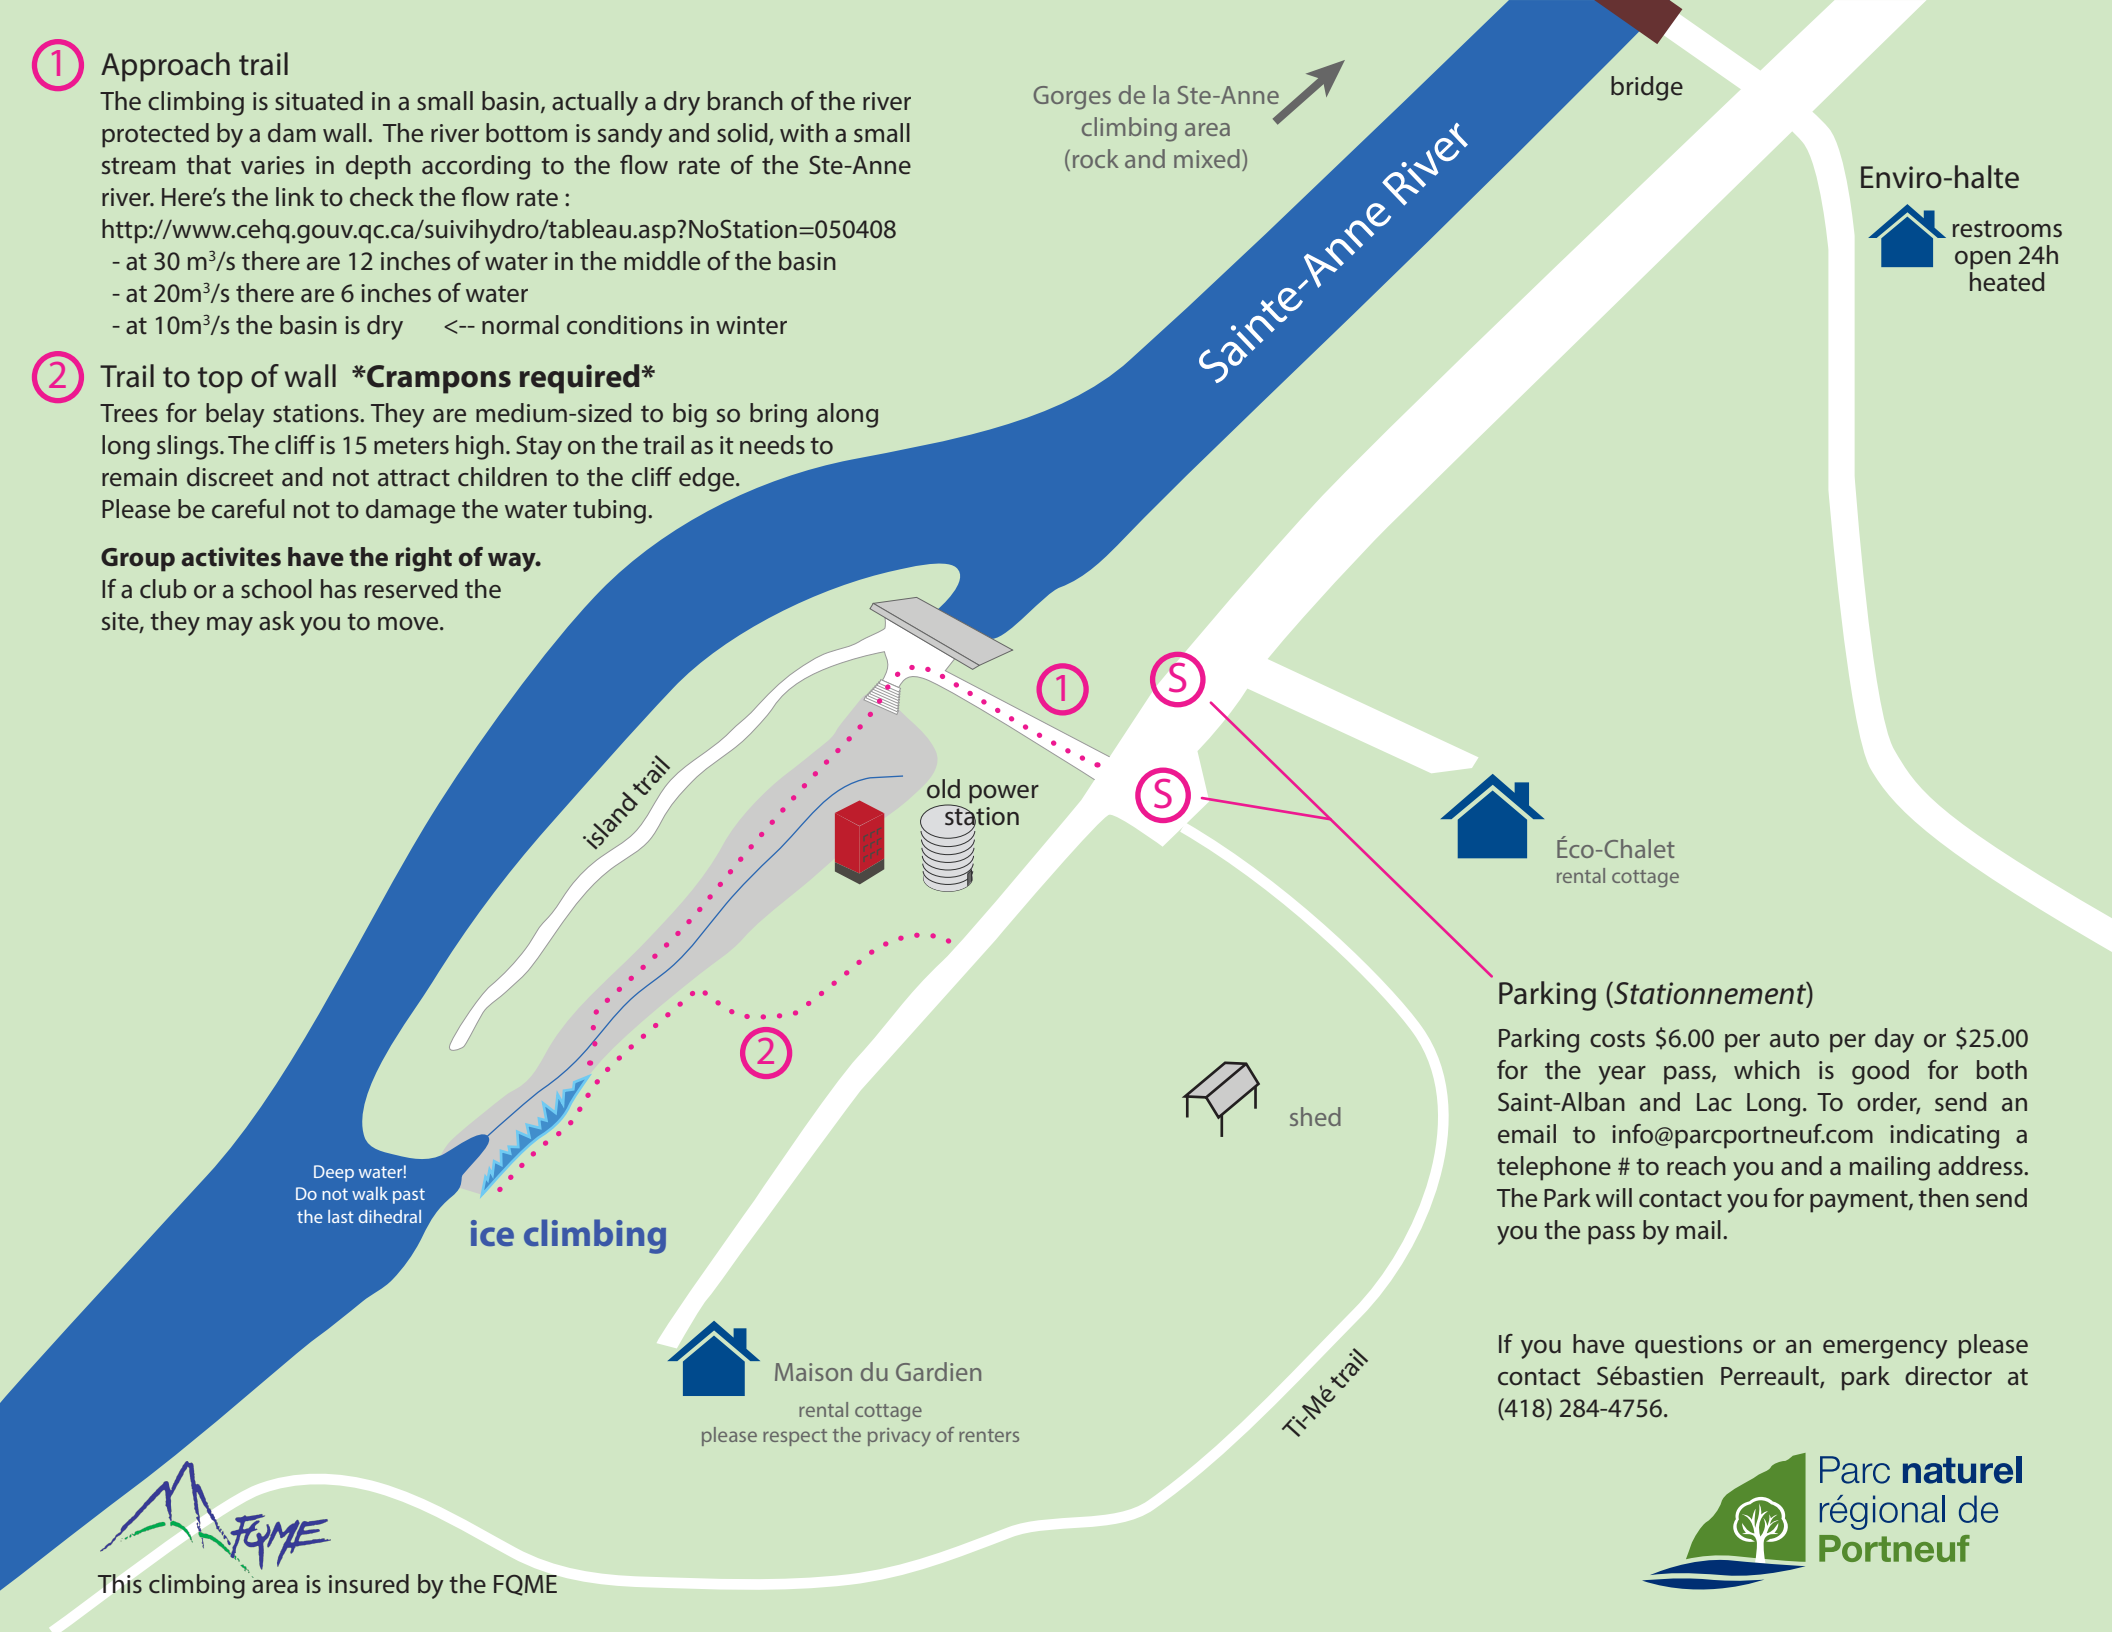 1 Approach trail
The climbing is situated in a small basin, actually a dry branch of the river
protected by a dam wall. The river bottom is sandy and solid, with a small
stream that varies in depth according to the flow rate of the Ste-Anne
river. Here’s the link to check the flow rate :
http://www.cehq.gouv.qc.ca/suivihydro/tableau.asp?NoStation=050408
- at 30 m³/s there are 12 inches of water in the middle of the basin
- at 20m³/s there are 6 inches of water
- at 10m³/s the basin is dry <-- normal conditions in winter
2 Trail to top of wall *Crampons required*
Trees for belay stations. They are medium-sized to big so bring along
long slings. The cliff is 15 meters high. Stay on the trail as it needs to
remain discreet and not attract children to the cliff edge.
Please be careful not to damage the water tubing.
Group activites have the right of way.
If a club or a school has reserved the
site, they may ask you to move.
Gorges de la Ste-Anne
climbing area
(rock and mixed)
bridge
Sainte-Anne River
Enviro-halte
restrooms
open 24h
heated
1
S
S
island trail
old power
station
Éco-Chalet
rental cottage
2
shed
Parking (Stationnement)
Parking costs $6.00 per auto per day or $25.00
for the year pass, which is good for both
Saint-Alban and Lac Long. To order, send an
email to info@parcportneuf.com indicating a
telephone # to reach you and a mailing address.
The Park will contact you for payment, then send
you the pass by mail.
Deep water!
Do not walk past
the last dihedral
ice climbing
Maison du Gardien
rental cottage
please respect the privacy of renters
Ti-Mé trail
If you have questions or an emergency please
contact Sébastien Perreault, park director at
(418) 284-4756.
FQME
This climbing area is insured by the FQME
Parc naturel
régional de
Portneuf